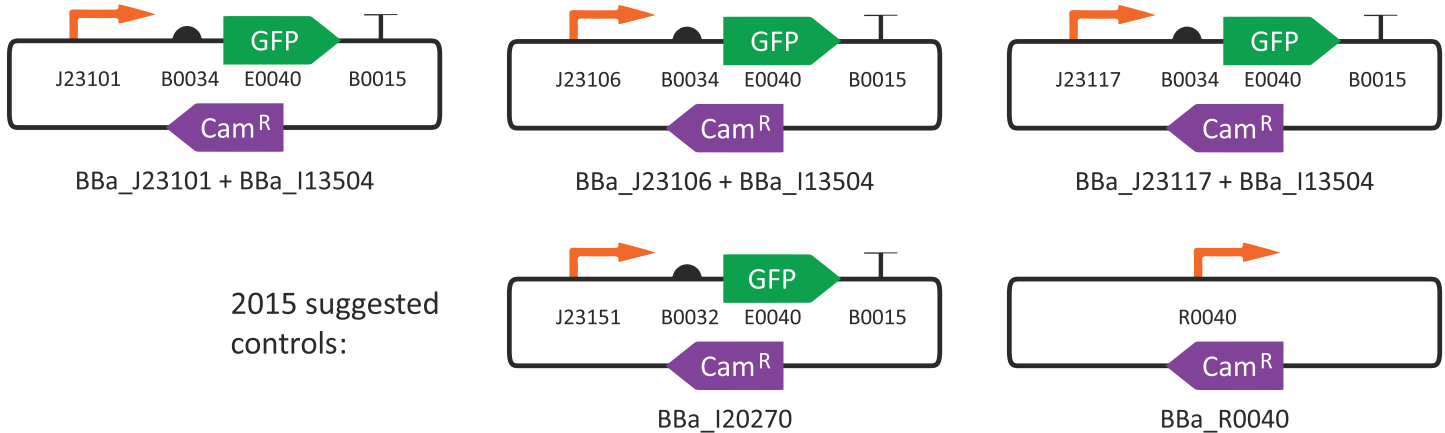 GFP
J23101 B0034 E0040 B0015
Cam R
BBa_J23101 + BBa_I13504
GFP
J23106 B0034 E0040 B0015
Cam R
BBa_J23106 + BBa_I13504
GFP
J23117 B0034 E0040 B0015
Cam R
BBa_J23117 + BBa_I13504
2015 suggested
controls:
GFP
J23151 B0032 E0040 B0015
Cam R
BBa_I20270
R0040
Cam R
BBa_R0040